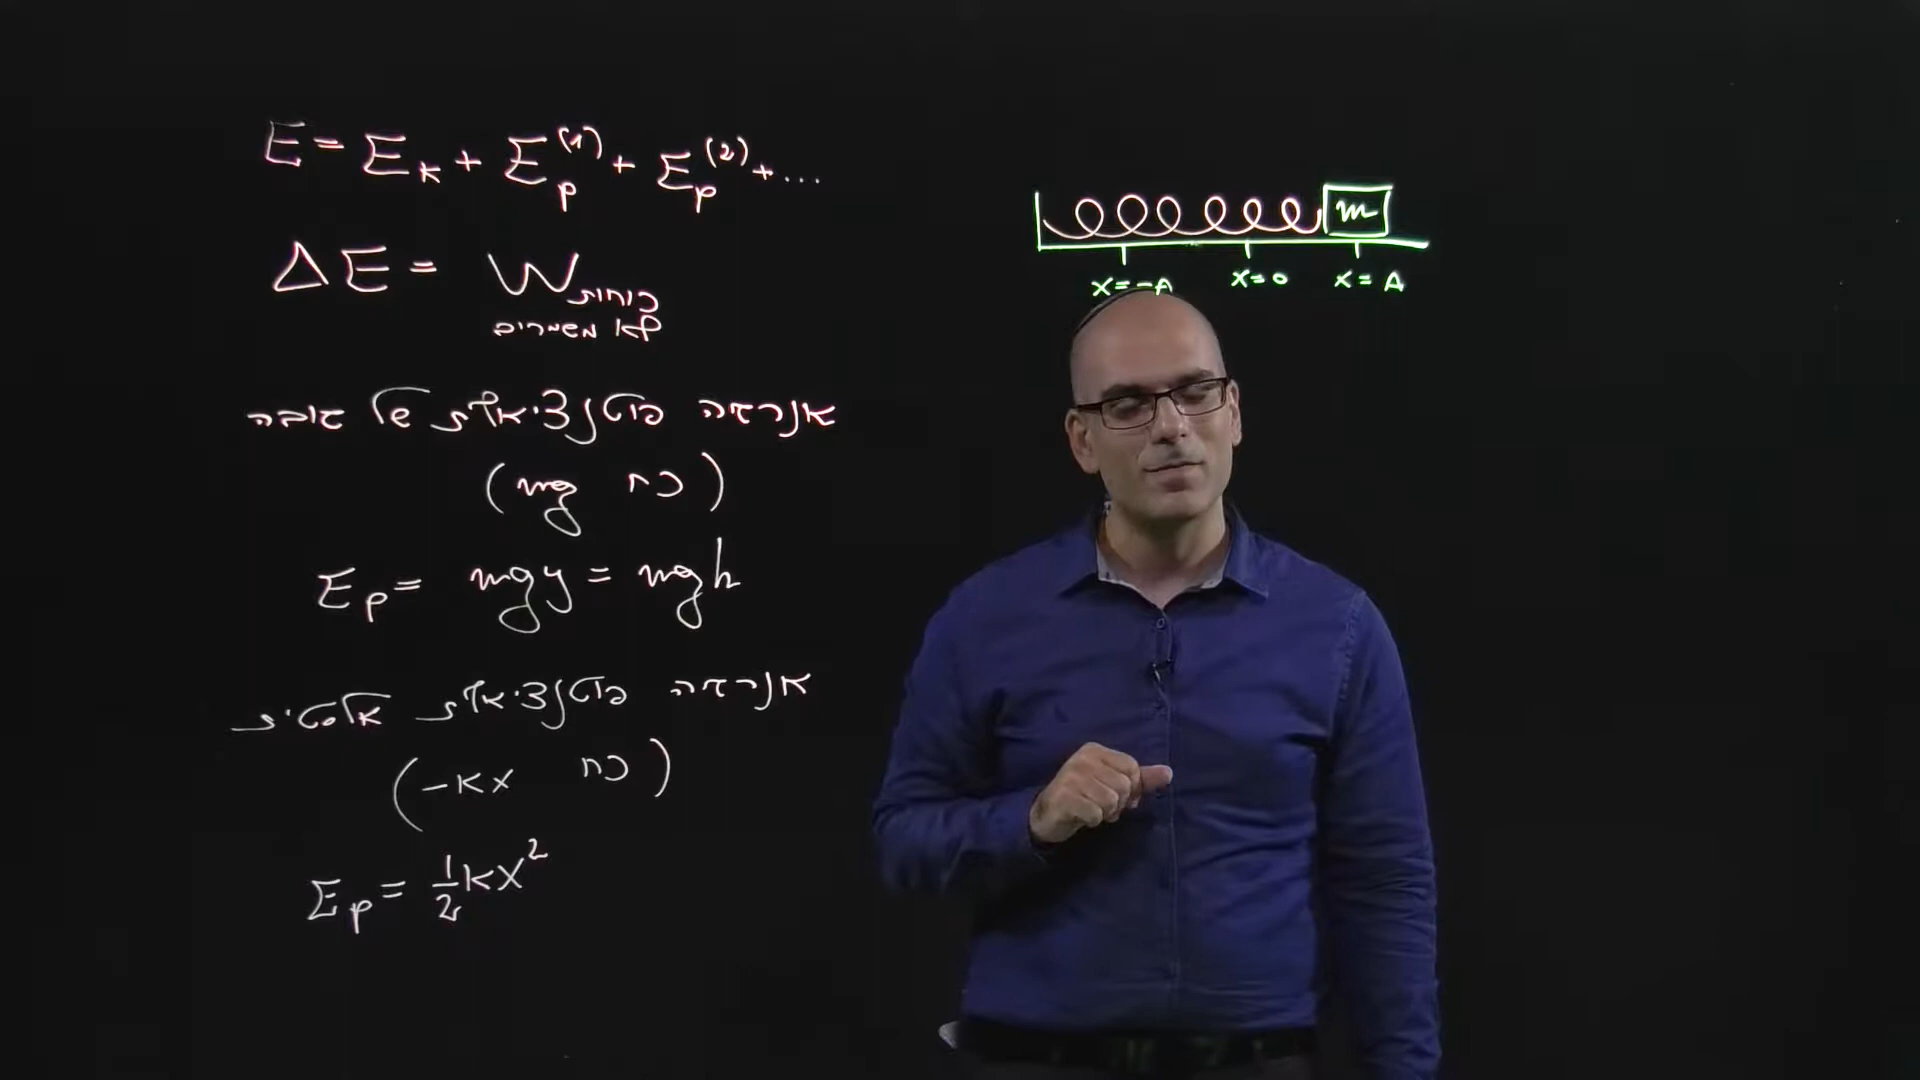 E = E_k + E_p^(1) + E_p^(2) + ...
ΔE = W כוחות
לא משמרים
אנרגיה פוטנציאלית של גובה
(כח mg)
E_p = mgy = mgh
אנרגיה פוטנציאלית אלסטית
(כח -kx)
E_p = ½kx²
m
x=-A x=0 x=A